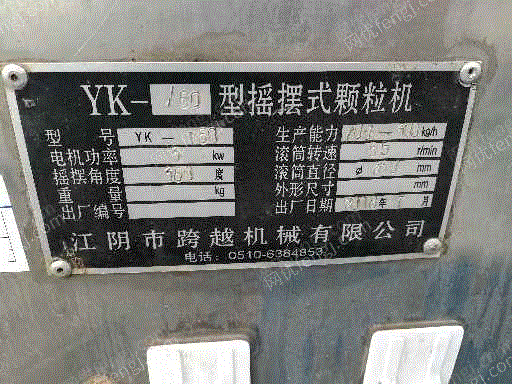 YK-160型摇摆式颗粒机
型 号 YK-160 生产能力 kg/h
电机功率 kw 滚筒转速 r/min
摇摆角度 度 滚筒直径 ø mm
重 量 kg 外形尺寸 mm
出厂编号 出厂日期 年 月
江阴市跨越机械有限公司
电话：0510-6384853